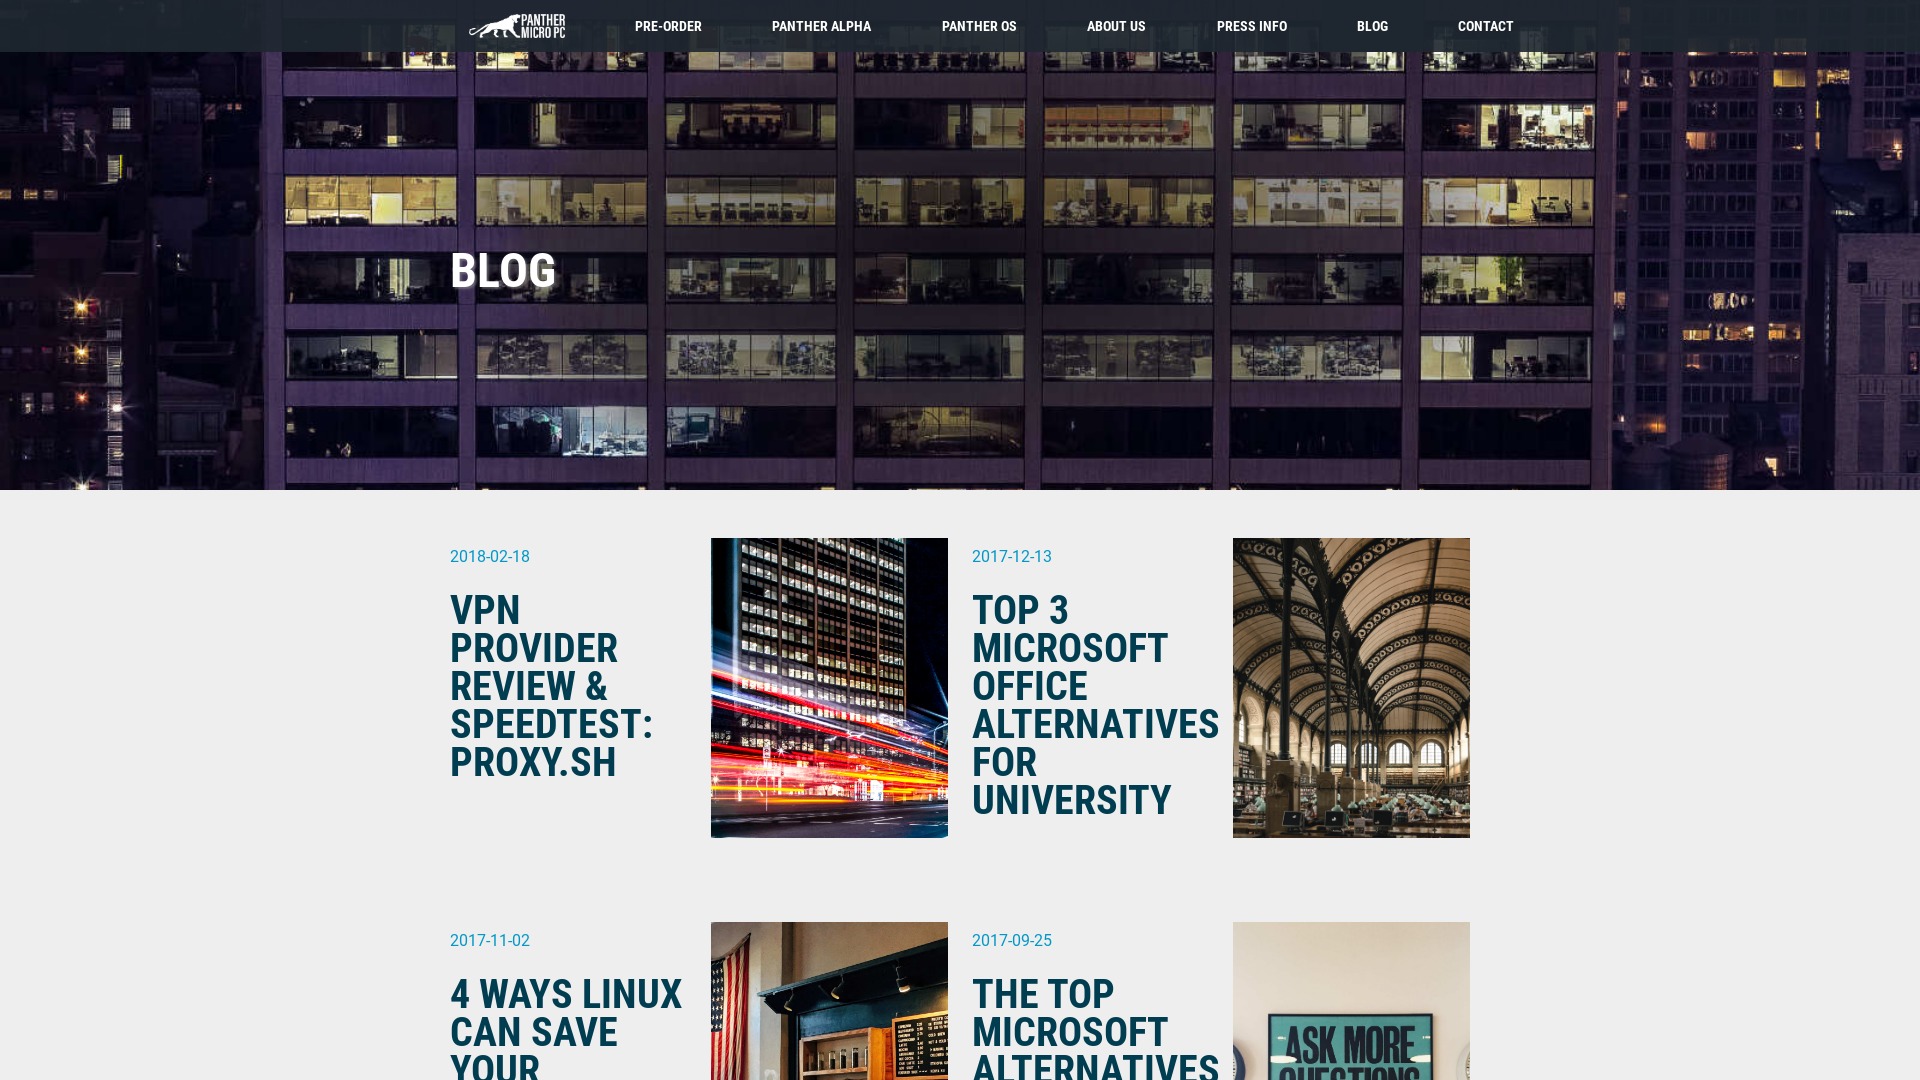 PANTHER
MICRO PC
PRE-ORDER
PANTHER ALPHA
PANTHER OS
ABOUT US
PRESS INFO
BLOG
CONTACT
BLOG
2018-02-18
VPN
PROVIDER
REVIEW &
SPEEDTEST:
PROXY.SH
2017-12-13
TOP 3
MICROSOFT
OFFICE
ALTERNATIVES
FOR
UNIVERSITY
2017-11-02
4 WAYS LINUX
CAN SAVE
YOUR
2017-09-25
THE TOP
MICROSOFT
ALTERNATIVES
ASK MORE
QUESTIONS